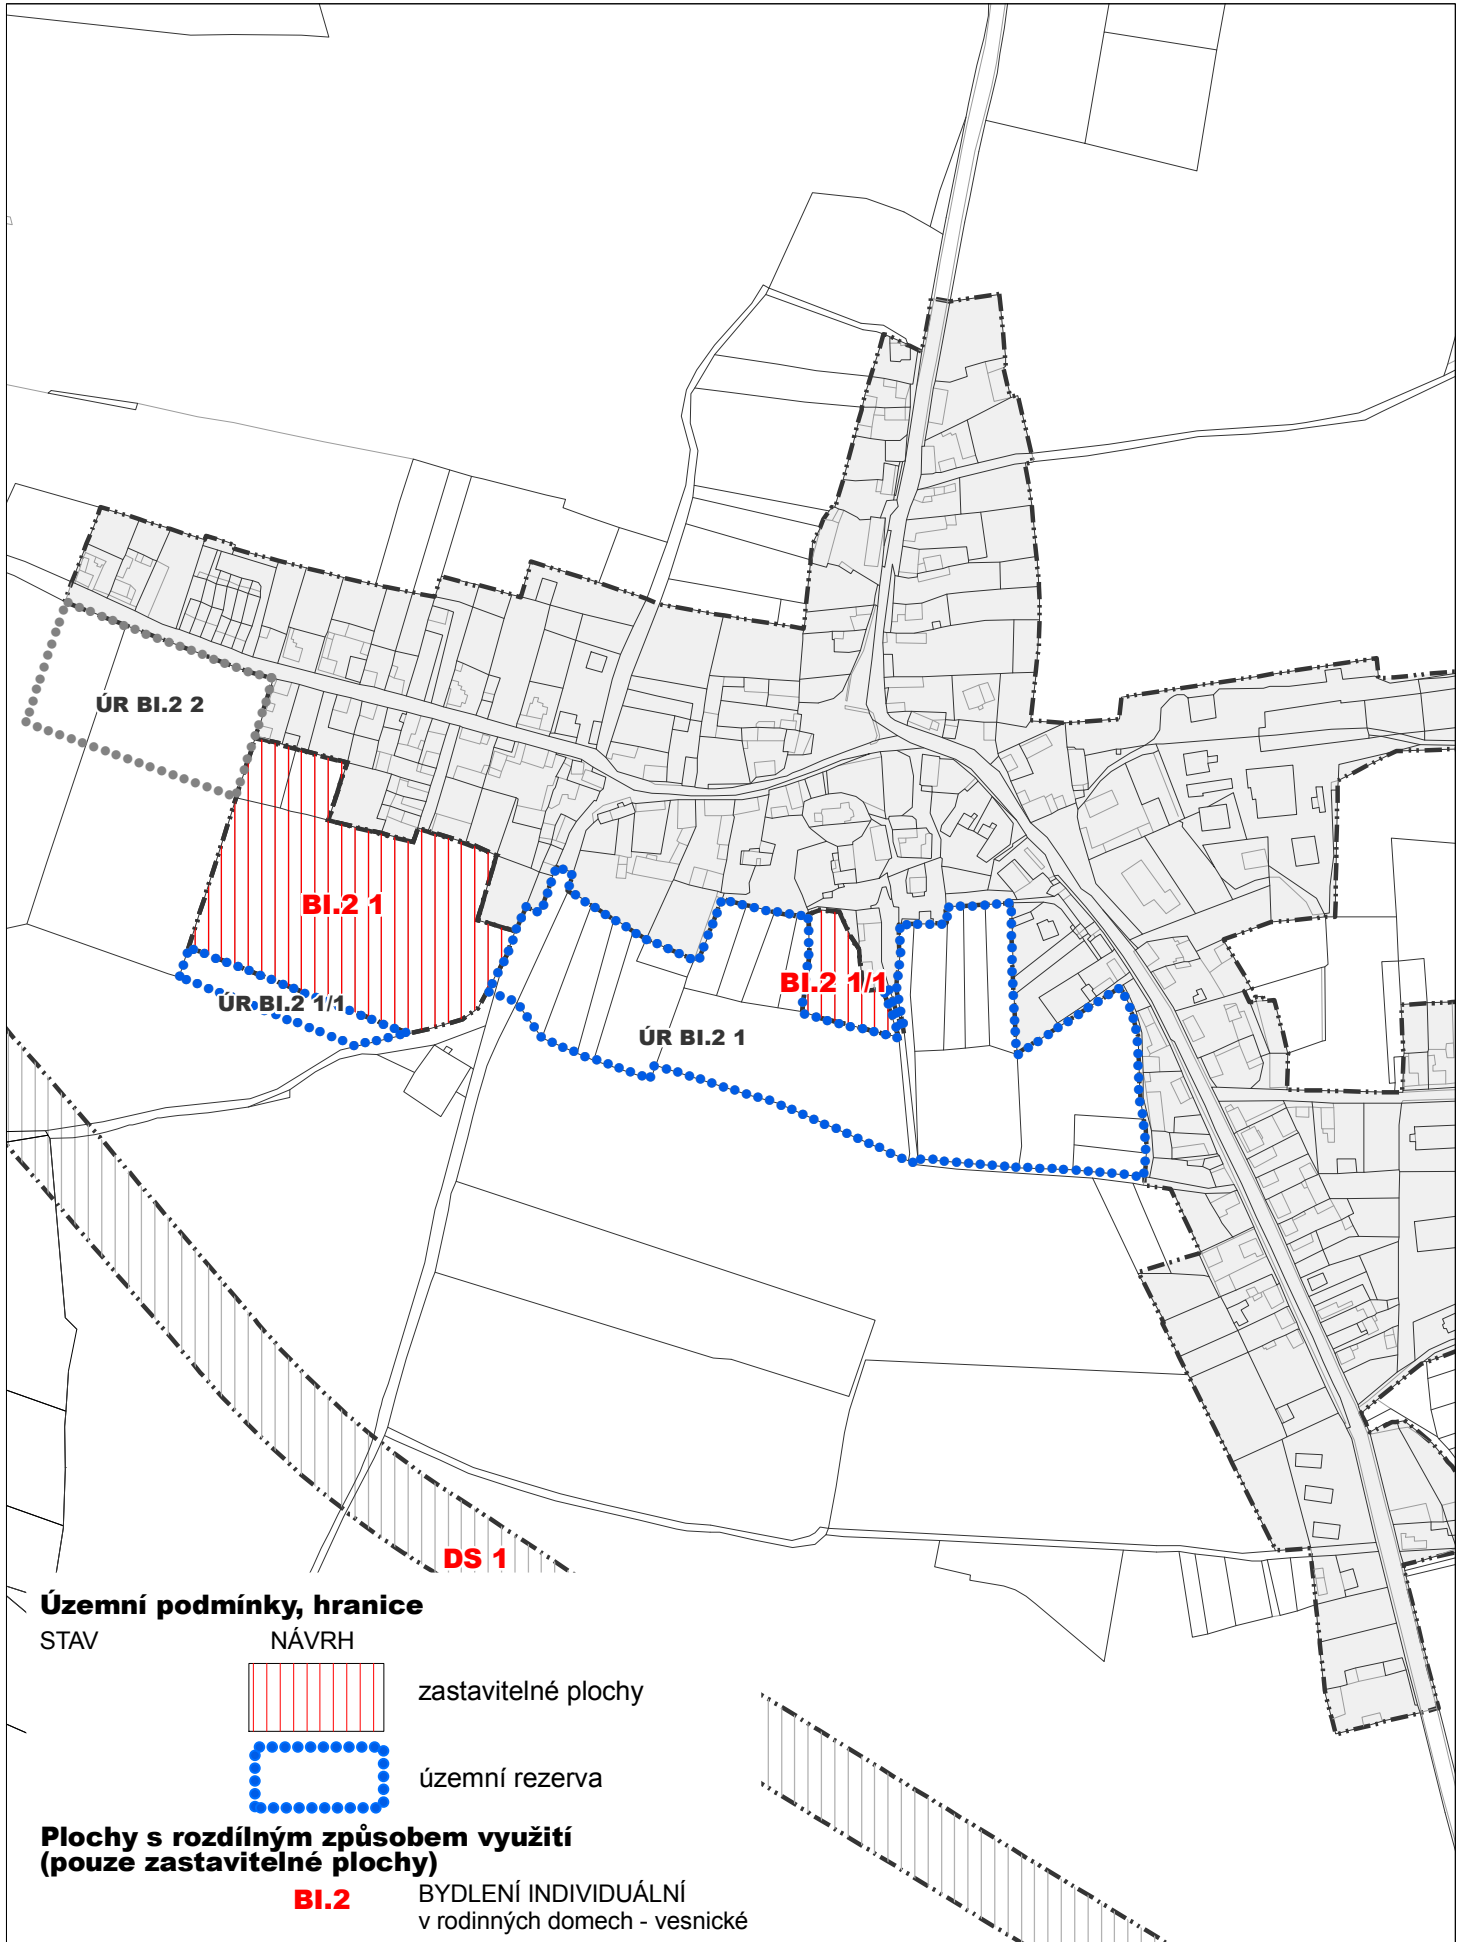 ÚR BI.2 2
BI.2 1
BI.2 1/1
ÚR BI.2 1/1
ÚR BI.2 1
DS 1
Územní podmínky, hranice
STAV NÁVRH
zastavitelné plochy
územní rezerva
Plochy s rozdílným způsobem využití
(pouze zastavitelné plochy)
BI.2 BYDLENÍ INDIVIDUÁLNÍ
v rodinných domech - vesnické